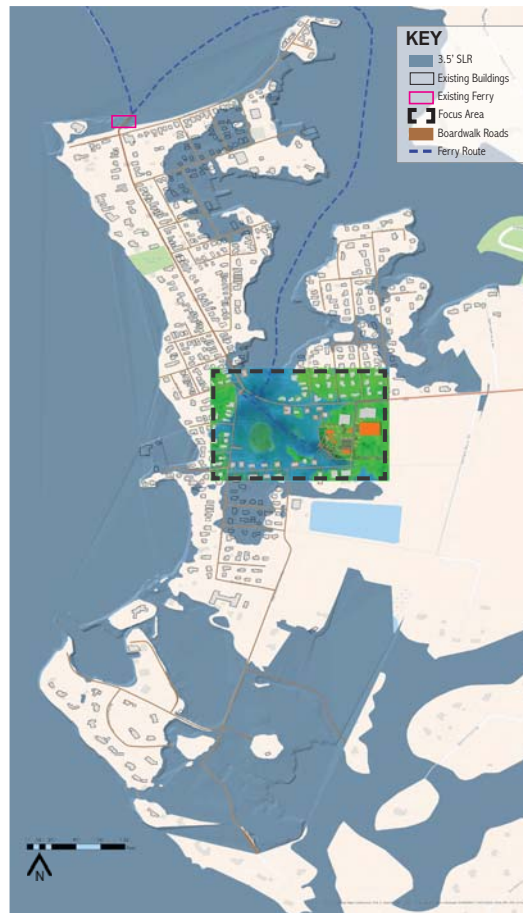 KEY
3.5' SLR
Existing Buildings
Existing Ferry
Focus Area
Boardwalk Roads
Ferry Route
N